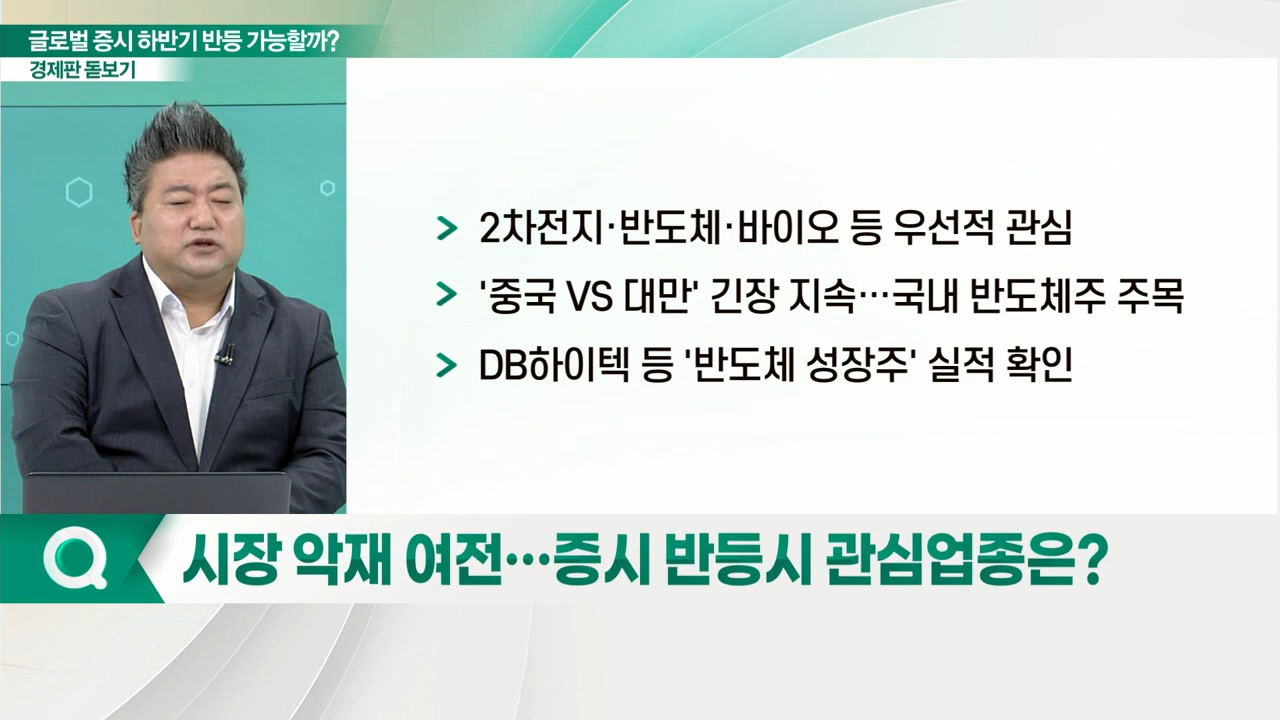 글로벌 증시 하반기 반등 가능할까?
경제판 돋보기
> 2차전지·반도체·바이오 등 우선적 관심
> '중국 VS 대만' 긴장 지속…국내 반도체주 주목
> DB하이텍 등 '반도체 성장주' 실적 확인
Q 시장 악재 여전…증시 반등시 관심업종은?